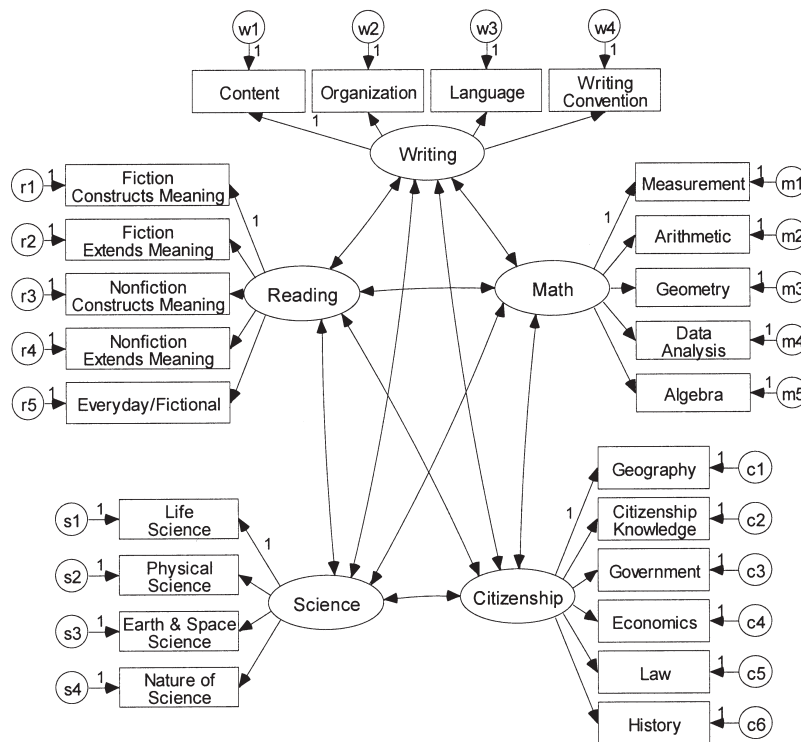 w1
w2
w3
w4
1
1
1
1
Content
Organization
Language
Writing
Convention
1
Writing
r1
1
Fiction
Constructs Meaning
r2
1
Fiction
Extends Meaning
r3
1
Nonfiction
Constructs Meaning
r4
1
Nonfiction
Extends Meaning
r5
1
Everyday/Fictional
1
Reading
Measurement
1
m1
Arithmetic
1
m2
Geometry
1
m3
Data
Analysis
1
m4
Algebra
1
m5
1
Math
s1
1
Life
Science
s2
1
Physical
Science
s3
1
Earth & Space
Science
s4
1
Nature of
Science
1
Science
Geography
1
c1
Citizenship
Knowledge
1
c2
Government
1
c3
Economics
1
c4
Law
1
c5
History
1
c6
1
Citizenship